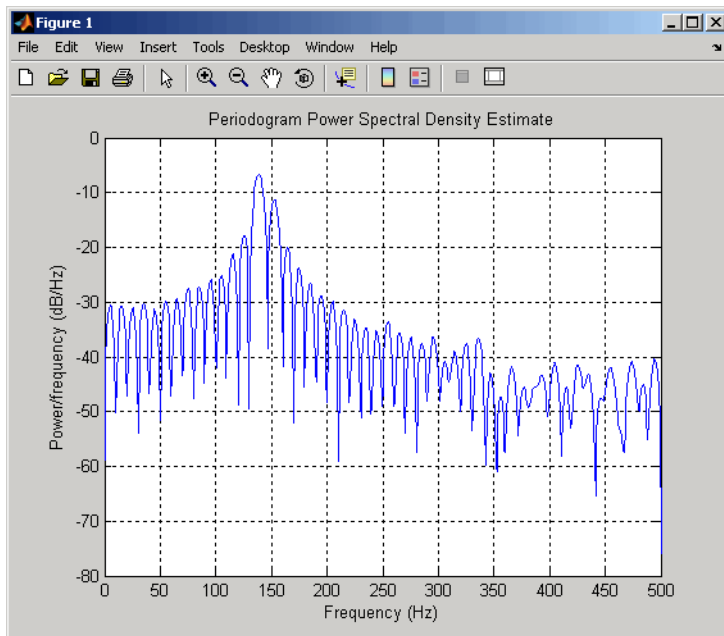 Figure 1
File Edit View Insert Tools Desktop Window Help
Periodogram Power Spectral Density Estimate
Power/frequency (dB/Hz)
0
-10
-20
-30
-40
-50
-60
-70
-80
0 50 100 150 200 250 300 350 400 450 500
Frequency (Hz)